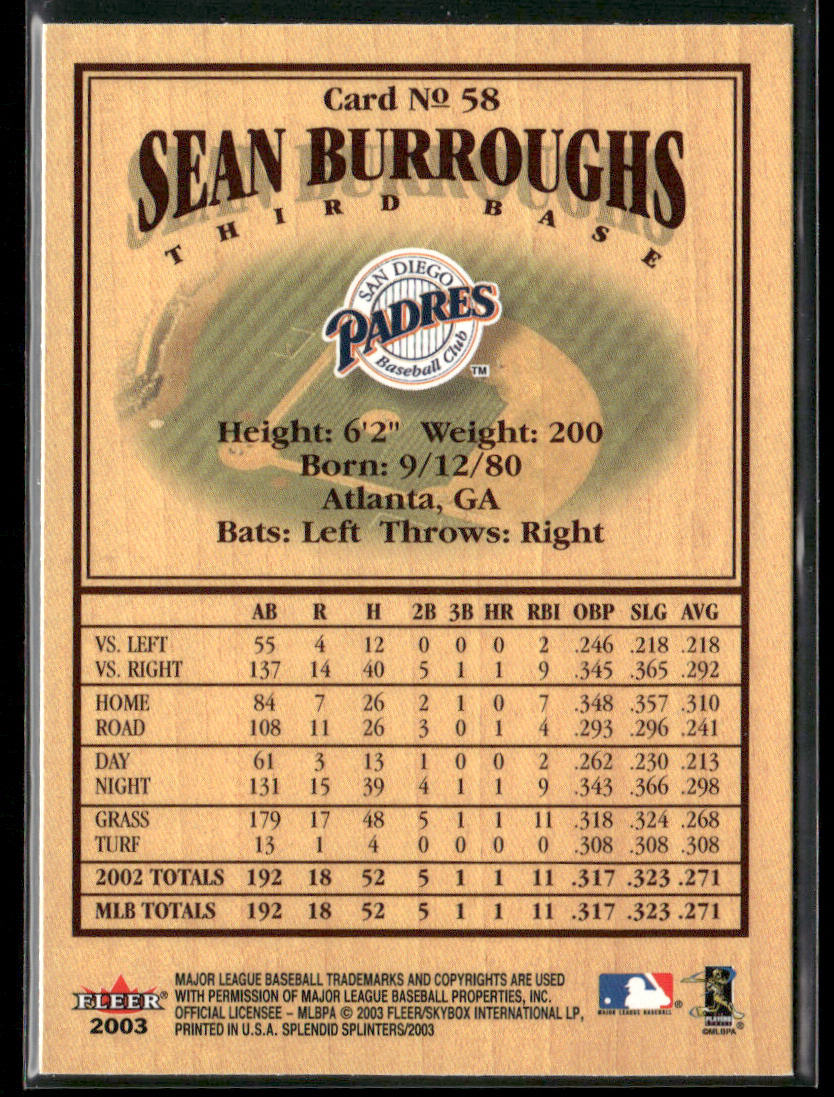 Card Nº 58
SEAN BURROUGHS
THIRD BASE
SAN DIEGO
PADRES
Baseball Club
TM
Height: 6'2" Weight: 200
Born: 9/12/80
Atlanta, GA
Bats: Left Throws: Right
AB R H 2B 3B HR RBI OBP SLG AVG
VS. LEFT 55 4 12 0 0 0 2 .246 .218 .218
VS. RIGHT 137 14 40 5 1 1 9 .345 .365 .292
HOME 84 7 26 2 1 0 7 .348 .357 .310
ROAD 108 11 26 3 0 1 4 .293 .296 .241
DAY 61 3 13 1 0 0 2 .262 .230 .213
NIGHT 131 15 39 4 1 1 9 .343 .366 .298
GRASS 179 17 48 5 1 1 11 .318 .324 .268
TURF 13 1 4 0 0 0 0 .308 .308 .308
2002 TOTALS 192 18 52 5 1 1 11 .317 .323 .271
MLB TOTALS 192 18 52 5 1 1 11 .317 .323 .271
FLEER®
2003
MAJOR LEAGUE BASEBALL TRADEMARKS AND COPYRIGHTS ARE USED
WITH PERMISSION OF MAJOR LEAGUE BASEBALL PROPERTIES, INC.
OFFICIAL LICENSEE – MLBPA © 2003 FLEER/SKYBOX INTERNATIONAL LP,
PRINTED IN U.S.A. SPLENDID SPLINTERS/2003
MAJOR LEAGUE BASEBALL ®
PLAYERS
®
©MLBPA